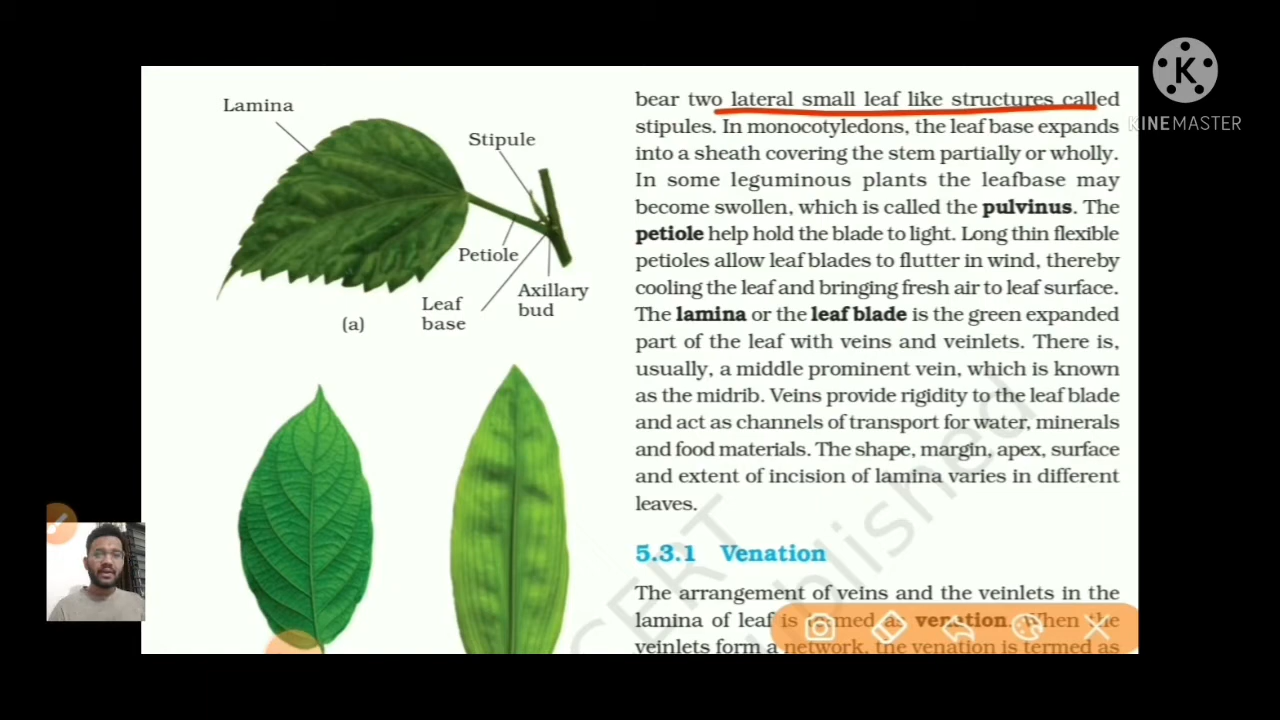 Lamina
Stipule
Petiole
Leaf
base
Axillary
bud
(a)
bear two lateral small leaf like structures called
stipules. In monocotyledons, the leaf base expands
into a sheath covering the stem partially or wholly.
In some leguminous plants the leafbase may
become swollen, which is called the pulvinus. The
petiole help hold the blade to light. Long thin flexible
petioles allow leaf blades to flutter in wind, thereby
cooling the leaf and bringing fresh air to leaf surface.
The lamina or the leaf blade is the green expanded
part of the leaf with veins and veinlets. There is,
usually, a middle prominent vein, which is known
as the midrib. Veins provide rigidity to the leaf blade
and act as channels of transport for water, minerals
and food materials. The shape, margin, apex, surface
and extent of incision of lamina varies in different
leaves.
5.3.1 Venation
The arrangement of veins and the veinlets in the
lamina of leaf is termed as venation. When the
veinlets form a network, the venation is termed as
K
KINEMASTER